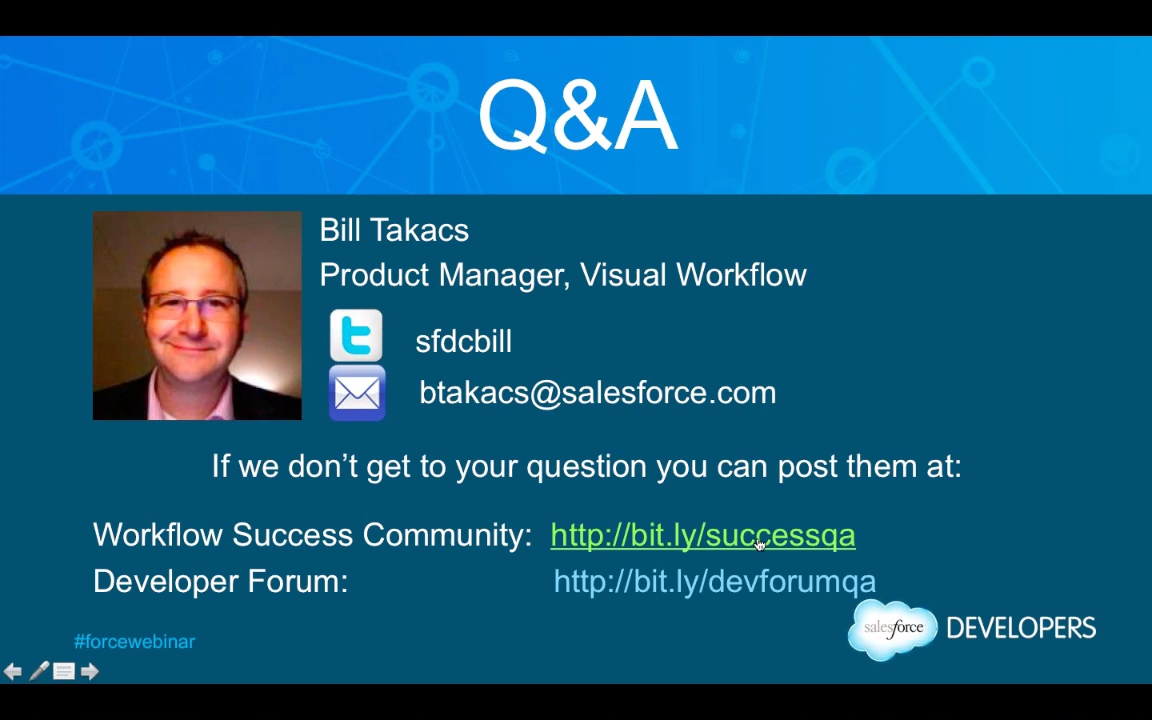 Q&A
Bill Takacs
Product Manager, Visual Workflow
t sfdcbill
btakacs@salesforce.com
If we don’t get to your question you can post them at:
Workflow Success Community: http://bit.ly/successqa
Developer Forum: http://bit.ly/devforumqa
salesforce DEVELOPERS
#forcewebinar